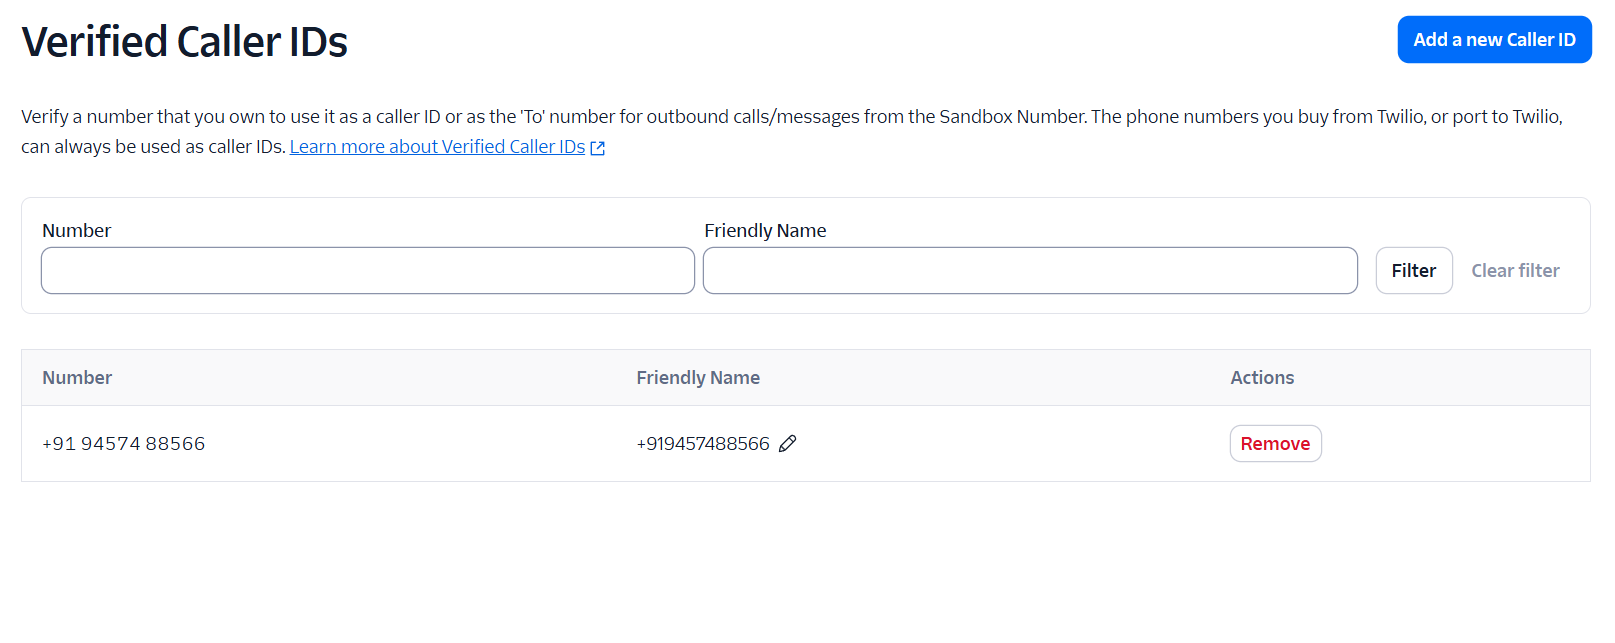 Verified Caller IDs
Add a new Caller ID
Verify a number that you own to use it as a caller ID or as the 'To' number for outbound calls/messages from the Sandbox Number. The phone numbers you buy from Twilio, or port to Twilio,
can always be used as caller IDs. Learn more about Verified Caller IDs
Number Friendly Name
Filter Clear filter
Number Friendly Name Actions
+91 94574 88566 +919457488566 Remove